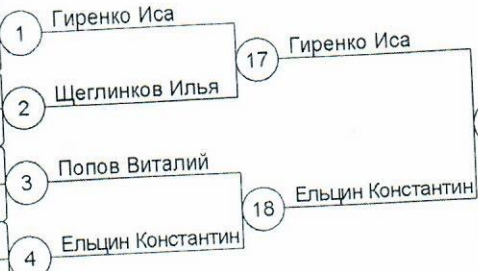 1 Гиренко Иса
17 Гиренко Иса
2 Щеглинков Илья
3 Попов Виталий
18 Ельцин Константин
4 Ельцин Константин